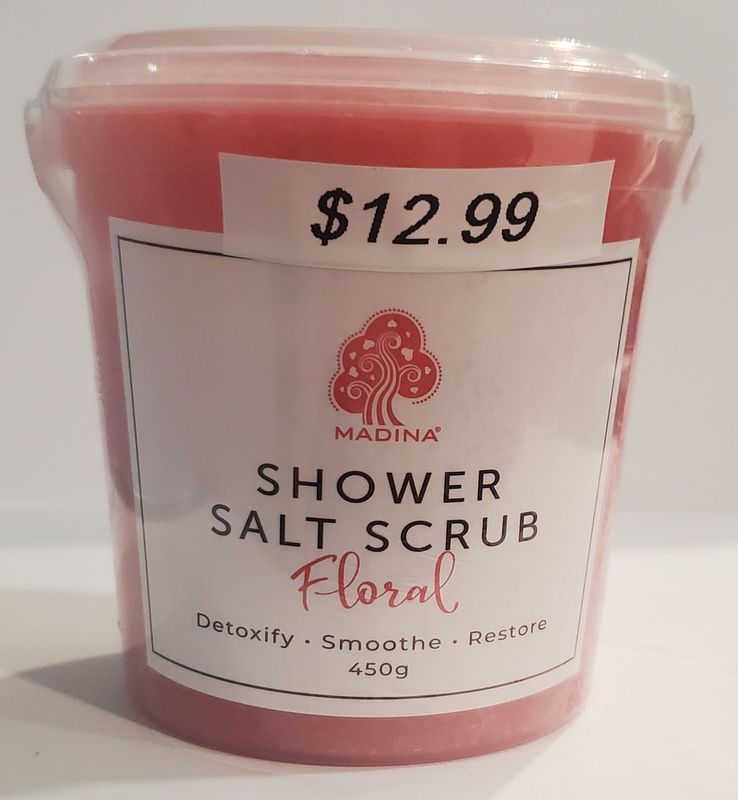 $12.99
MADINA®
SHOWER
SALT SCRUB
Floral
Detoxify • Smoothe • Restore
450g